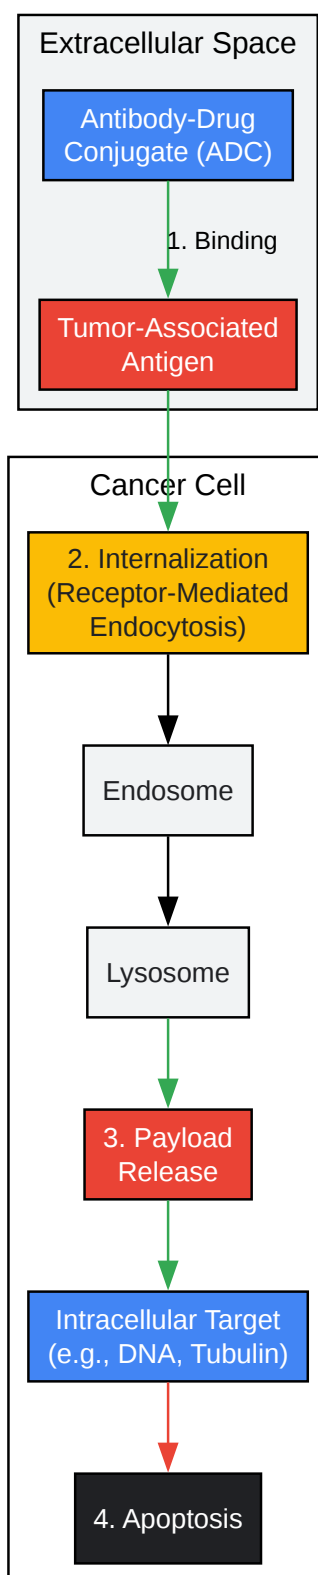 Extracellular Space
Antibody-Drug
Conjugate (ADC)
1. Binding
Tumor-Associated
Antigen
Cancer Cell
2. Internalization
(Receptor-Mediated
Endocytosis)
Endosome
Lysosome
3. Payload
Release
Intracellular Target
(e.g., DNA, Tubulin)
4. Apoptosis